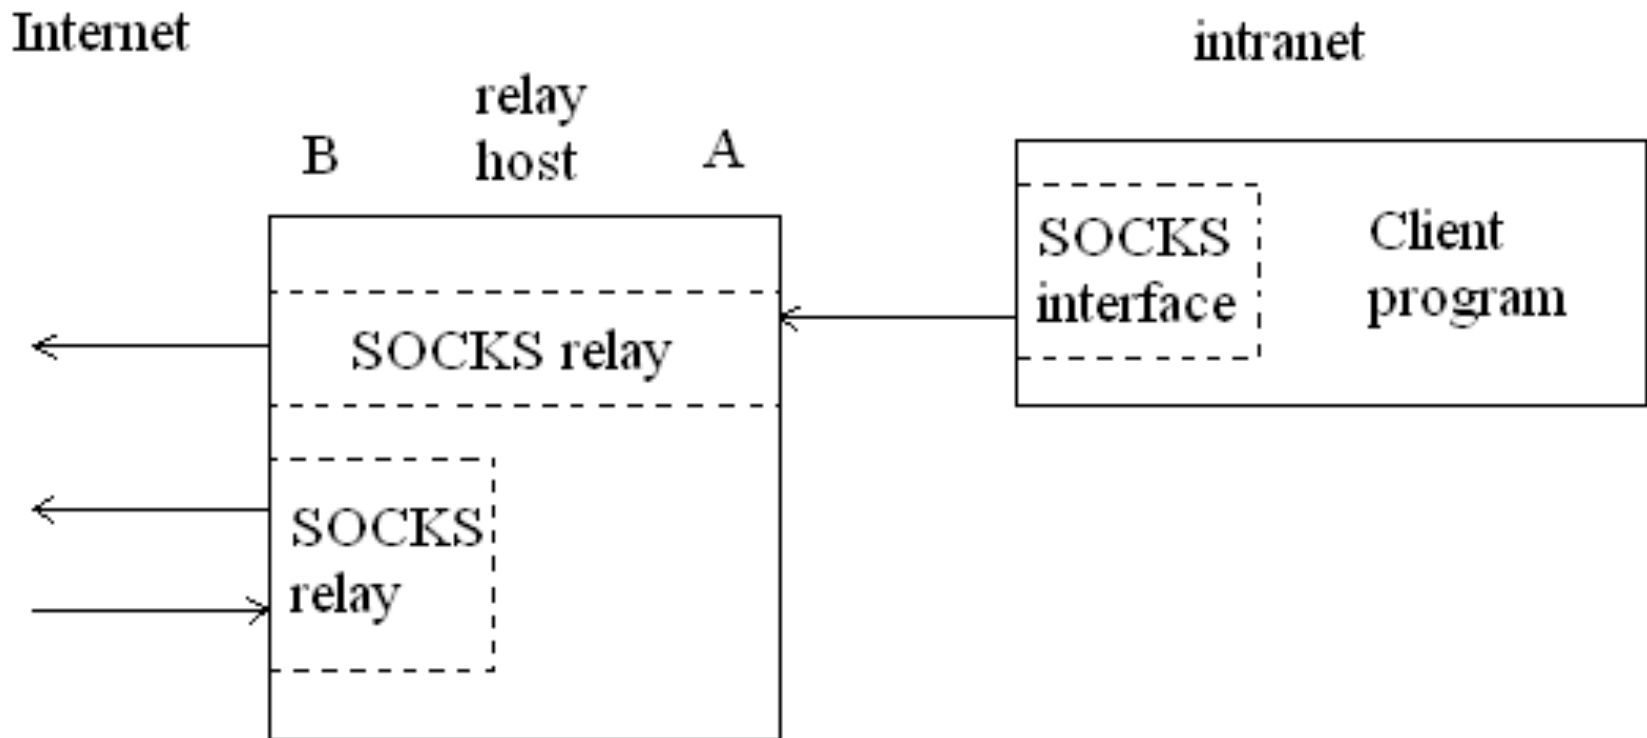 Internet
intranet
relay
host
B
A
SOCKS
interface
Client
program
SOCKS relay
SOCKS
relay